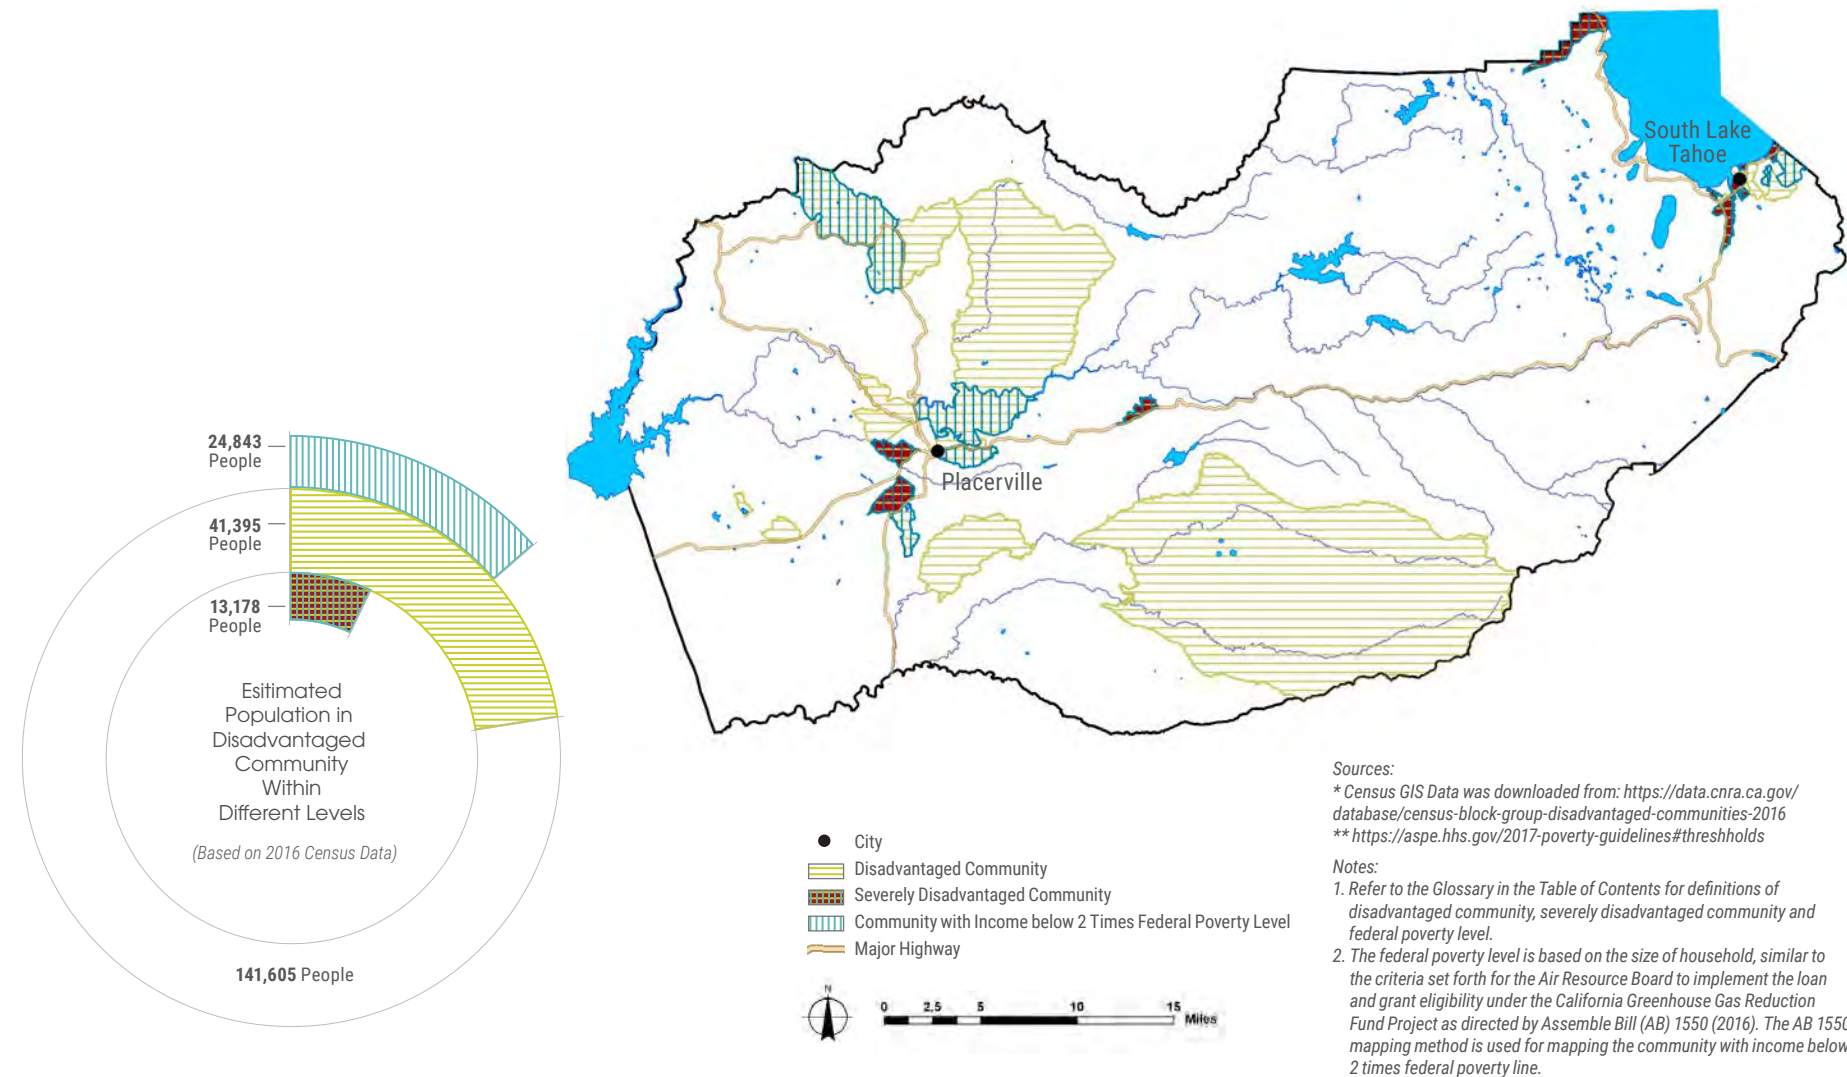 South Lake
Tahoe
Placerville
24,843
People
41,395
People
13,178
People
Esitimated
Population in
Disadvantaged
Community
Within
Different Levels
(Based on 2016 Census Data)
141,605 People
City
Disadvantaged Community
Severely Disadvantaged Community
Community with Income below 2 Times Federal Poverty Level
Major Highway
N
0 2.5 5 10 15
Miles
Sources:
* Census GIS Data was downloaded from: https://data.cnra.ca.gov/
database/census-block-group-disadvantaged-communities-2016
** https://aspe.hhs.gov/2017-poverty-guidelines#threshholds
Notes:
1. Refer to the Glossary in the Table of Contents for definitions of
disadvantaged community, severely disadvantaged community and
federal poverty level.
2. The federal poverty level is based on the size of household, similar to
the criteria set forth for the Air Resource Board to implement the loan
and grant eligibility under the California Greenhouse Gas Reduction
Fund Project as directed by Assemble Bill (AB) 1550 (2016). The AB 1550
mapping method is used for mapping the community with income below
2 times federal poverty line.